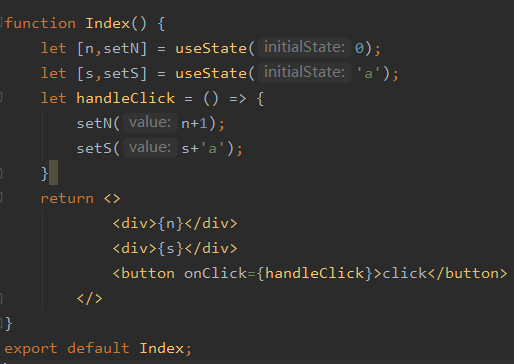 function Index() {
let [n,setN] = useState( initialState: 0);
let [s,setS] = useState( initialState: 'a');
let handleClick = () => {
setN( value: n+1);
setS( value: s+'a');
}
return <>
<div>{n}</div>
<div>{s}</div>
<button onClick={handleClick}>click</button>
</>
}
export default Index;